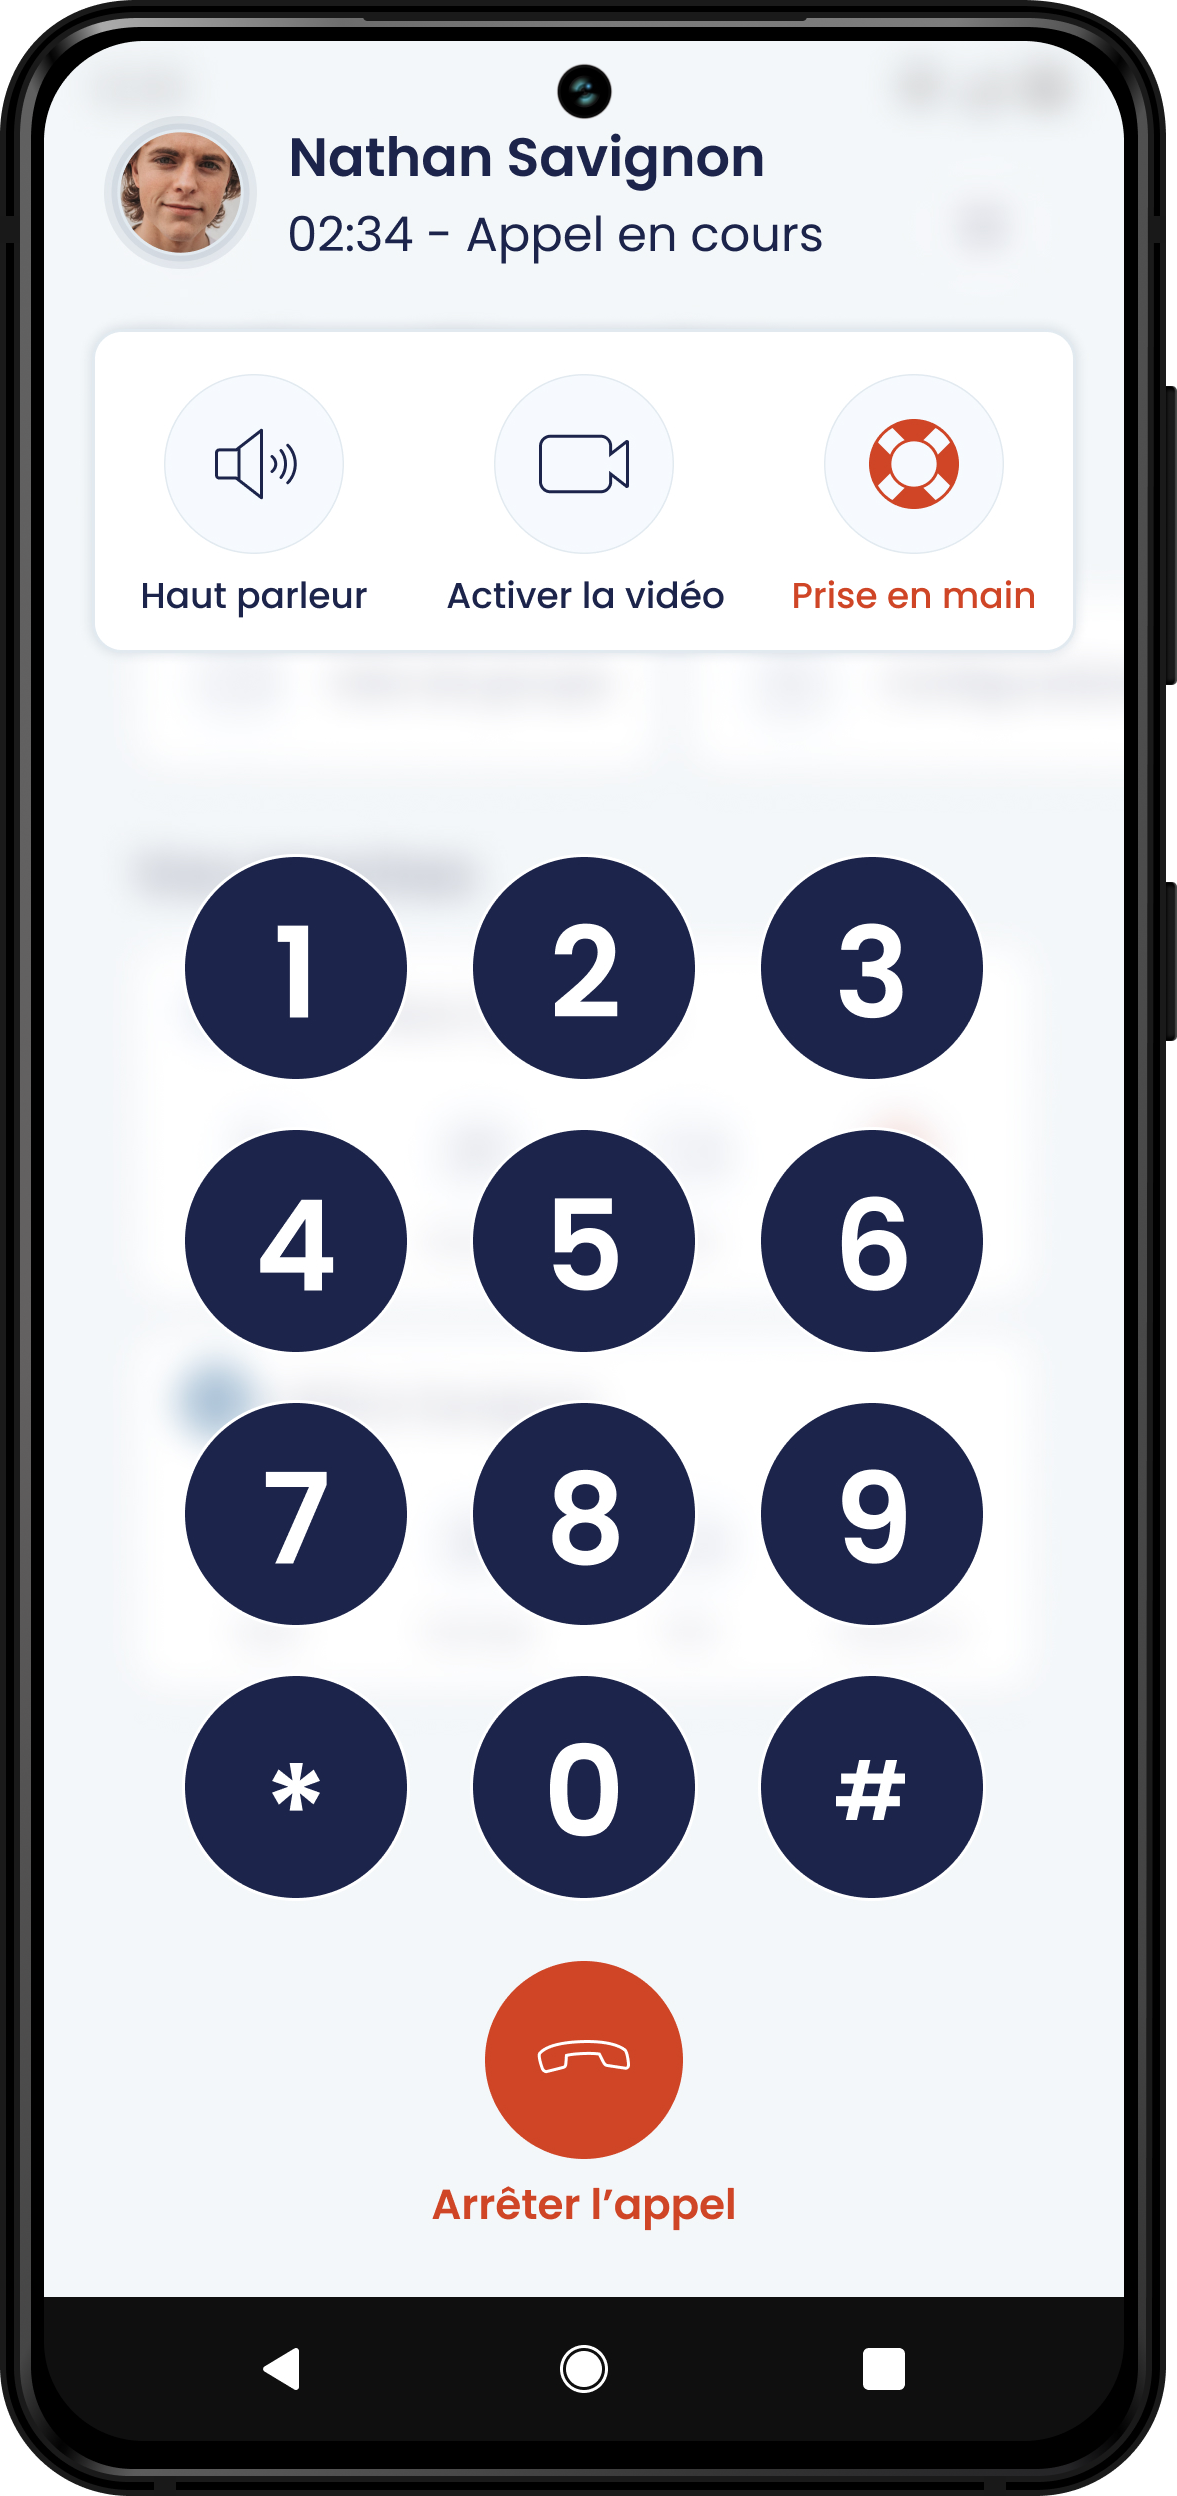 Nathan Savignon
02:34 - Appel en cours
Haut parleur
Activer la vidéo
Prise en main
1
2
3
4
5
6
7
8
9
*
0
#
Arrêter l’appel